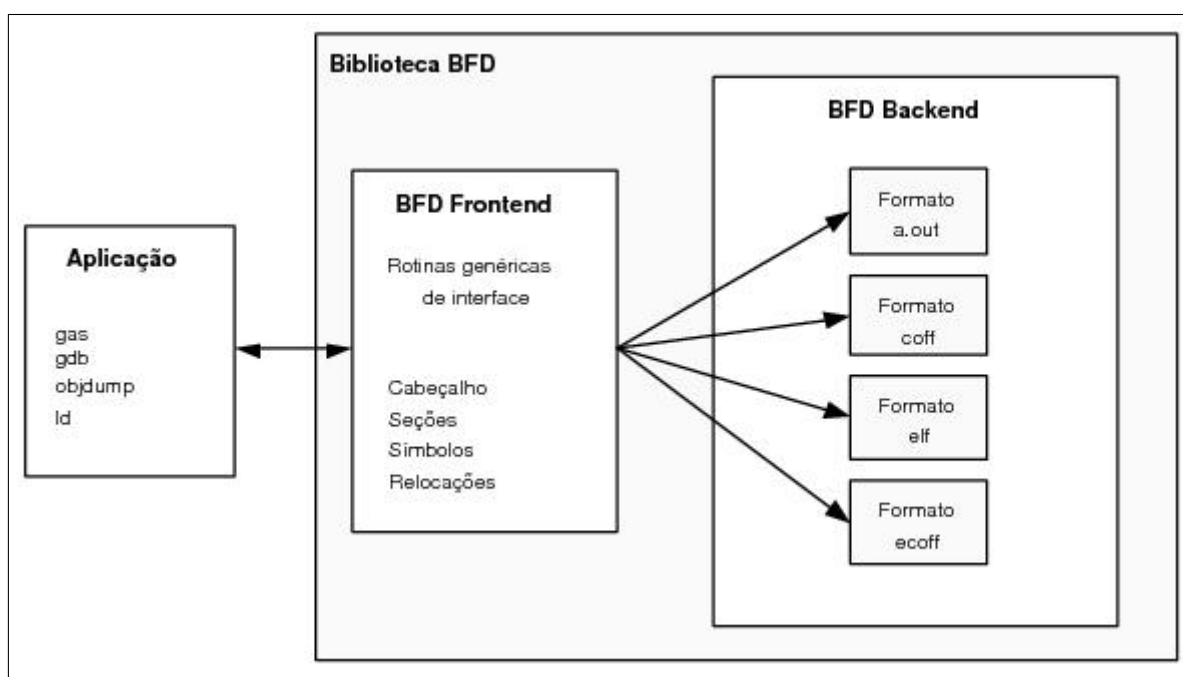 Biblioteca BFD
BFD Backend
BFD Frontend
Aplicação
Rotinas genéricas
de interface
gas
gdb
objdump
ld
Cabeçalho
Seções
Símbolos
Relocações
Formato
a.out
Formato
coff
Formato
elf
Formato
ecoff